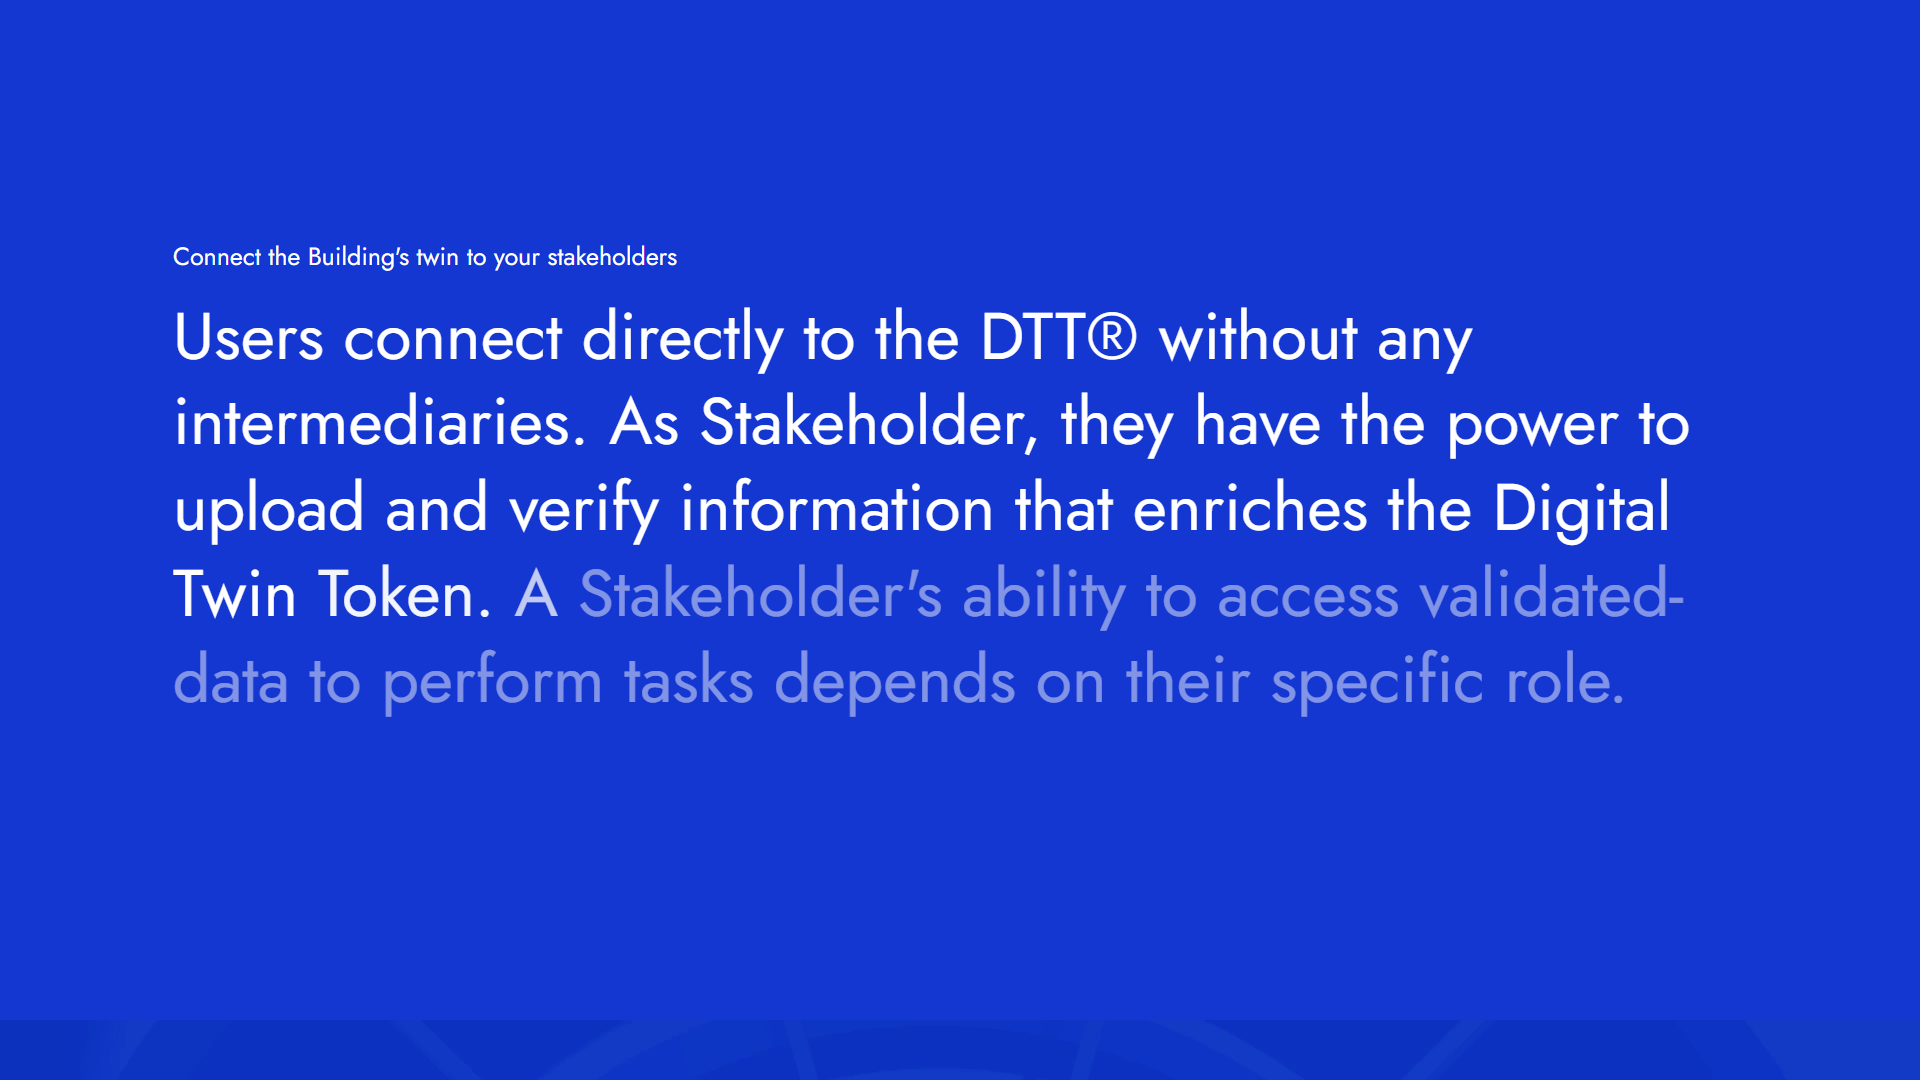 Connect the Building's twin to your stakeholders
Users connect directly to the DTT® without any
intermediaries. As Stakeholder, they have the power to
upload and verify information that enriches the Digital
Twin Token. A Stakeholder's ability to access validated-
data to perform tasks depends on their specific role.